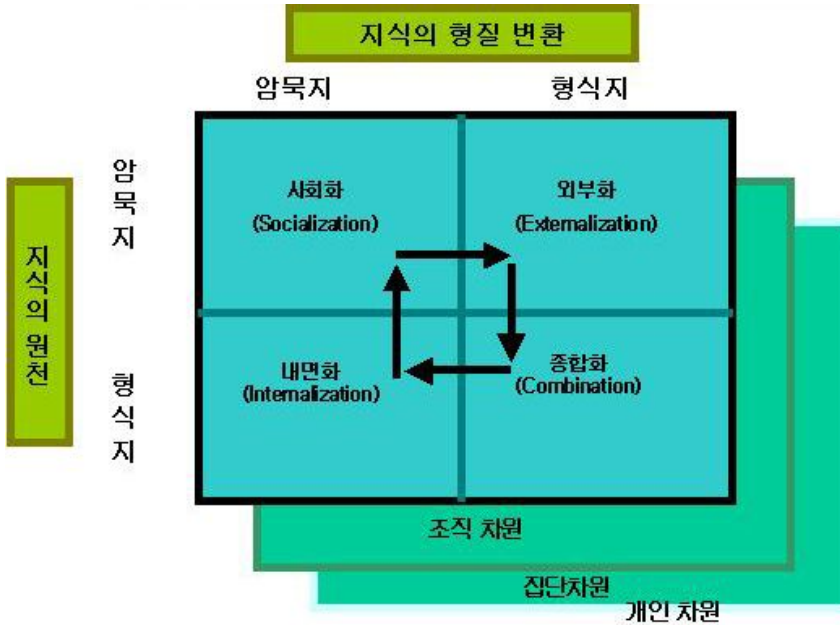 지식의 형질 변환
암묵지
형식지
암묵지
형식지
지식의 원천
사회화
(Socialization)
외부화
(Externalization)
내면화
(Internalization)
종합화
(Combination)
조직 차원
집단차원
개인 차원